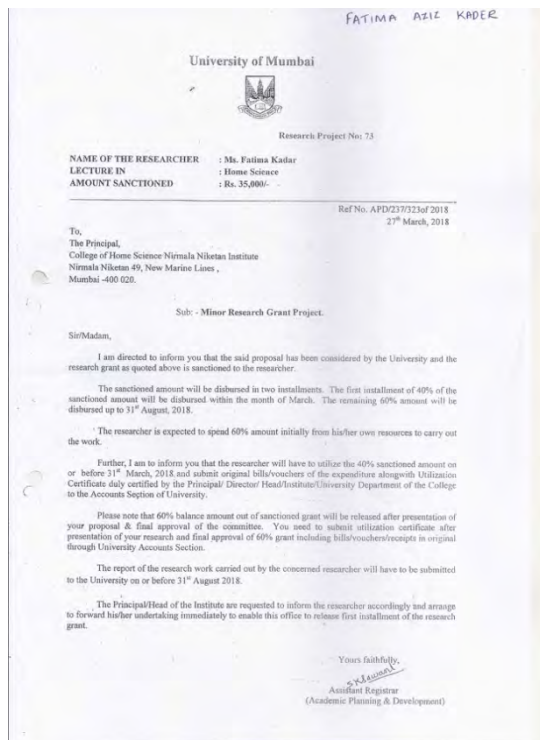 FATIMA AZIZ KADER
University of Mumbai
Research Project No: 73
NAME OF THE RESEARCHER : Ms. Fatima Kadar
LECTURE IN : Home Science
AMOUNT SANCTIONED : Rs. 35,000/-
Ref No. APD/237/323of 2018
27th March, 2018
To,
The Principal,
College of Home Science Nirmala Niketan Institute
Nirmala Niketan 49, New Marine Lines ,
Mumbai -400 020.
Sub: - Minor Research Grant Project.
Sir/Madam,
I am directed to inform you that the said proposal has been considered by the University and the
research grant as quoted above is sanctioned to the researcher.
The sanctioned amount will be disbursed in two installments. The first installment of 40% of the
sanctioned amount will be disbursed within the month of March. The remaining 60% amount will be
disbursed up to 31st August, 2018.
The researcher is expected to spend 60% amount initially from his/her own resources to carry out
the work.
Further, I am to inform you that the researcher will have to utilize the 40% sanctioned amount on
or before 31st March, 2018 and submit original bills/vouchers of the expenditure alongwith Utilization
Certificate duly certified by the Principal/ Director/ Head/Institute/University Department of the College
to the Accounts Section of University.
Please note that 60% balance amount out of sanctioned grant will be released after presentation of
your proposal & final approval of the committee. You need to submit utilization certificate after
presentation of your research and final approval of 60% grant including bills/vouchers/receipts in original
through University Accounts Section.
The report of the research work carried out by the concerned researcher will have to be submitted
to the University on or before 31st August 2018.
The Principal/Head of the Institute are requested to inform the researcher accordingly and arrange
to forward his/her undertaking immediately to enable this office to release first installment of the research
grant.
Yours faithfully,
Assistant Registrar
(Academic Planning & Development)